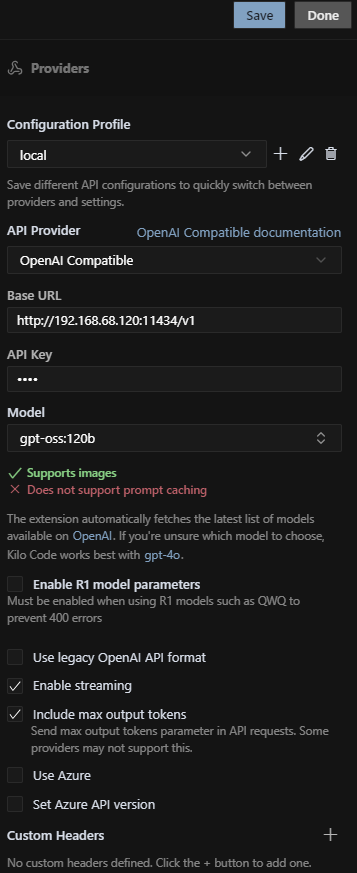 Save Done
Providers
Configuration Profile
local
Save different API configurations to quickly switch between
providers and settings.
API Provider OpenAI Compatible documentation
OpenAI Compatible
Base URL
http://192.168.68.120:11434/v1
API Key
••••
Model
gpt-oss:120b
Supports images
Does not support prompt caching
The extension automatically fetches the latest list of models
available on OpenAI. If you're unsure which model to choose,
Kilo Code works best with gpt-4o.
Enable R1 model parameters
Must be enabled when using R1 models such as QWQ to
prevent 400 errors
Use legacy OpenAI API format
Enable streaming
Include max output tokens
Send max output tokens parameter in API requests. Some
providers may not support this.
Use Azure
Set Azure API version
Custom Headers
No custom headers defined. Click the + button to add one.